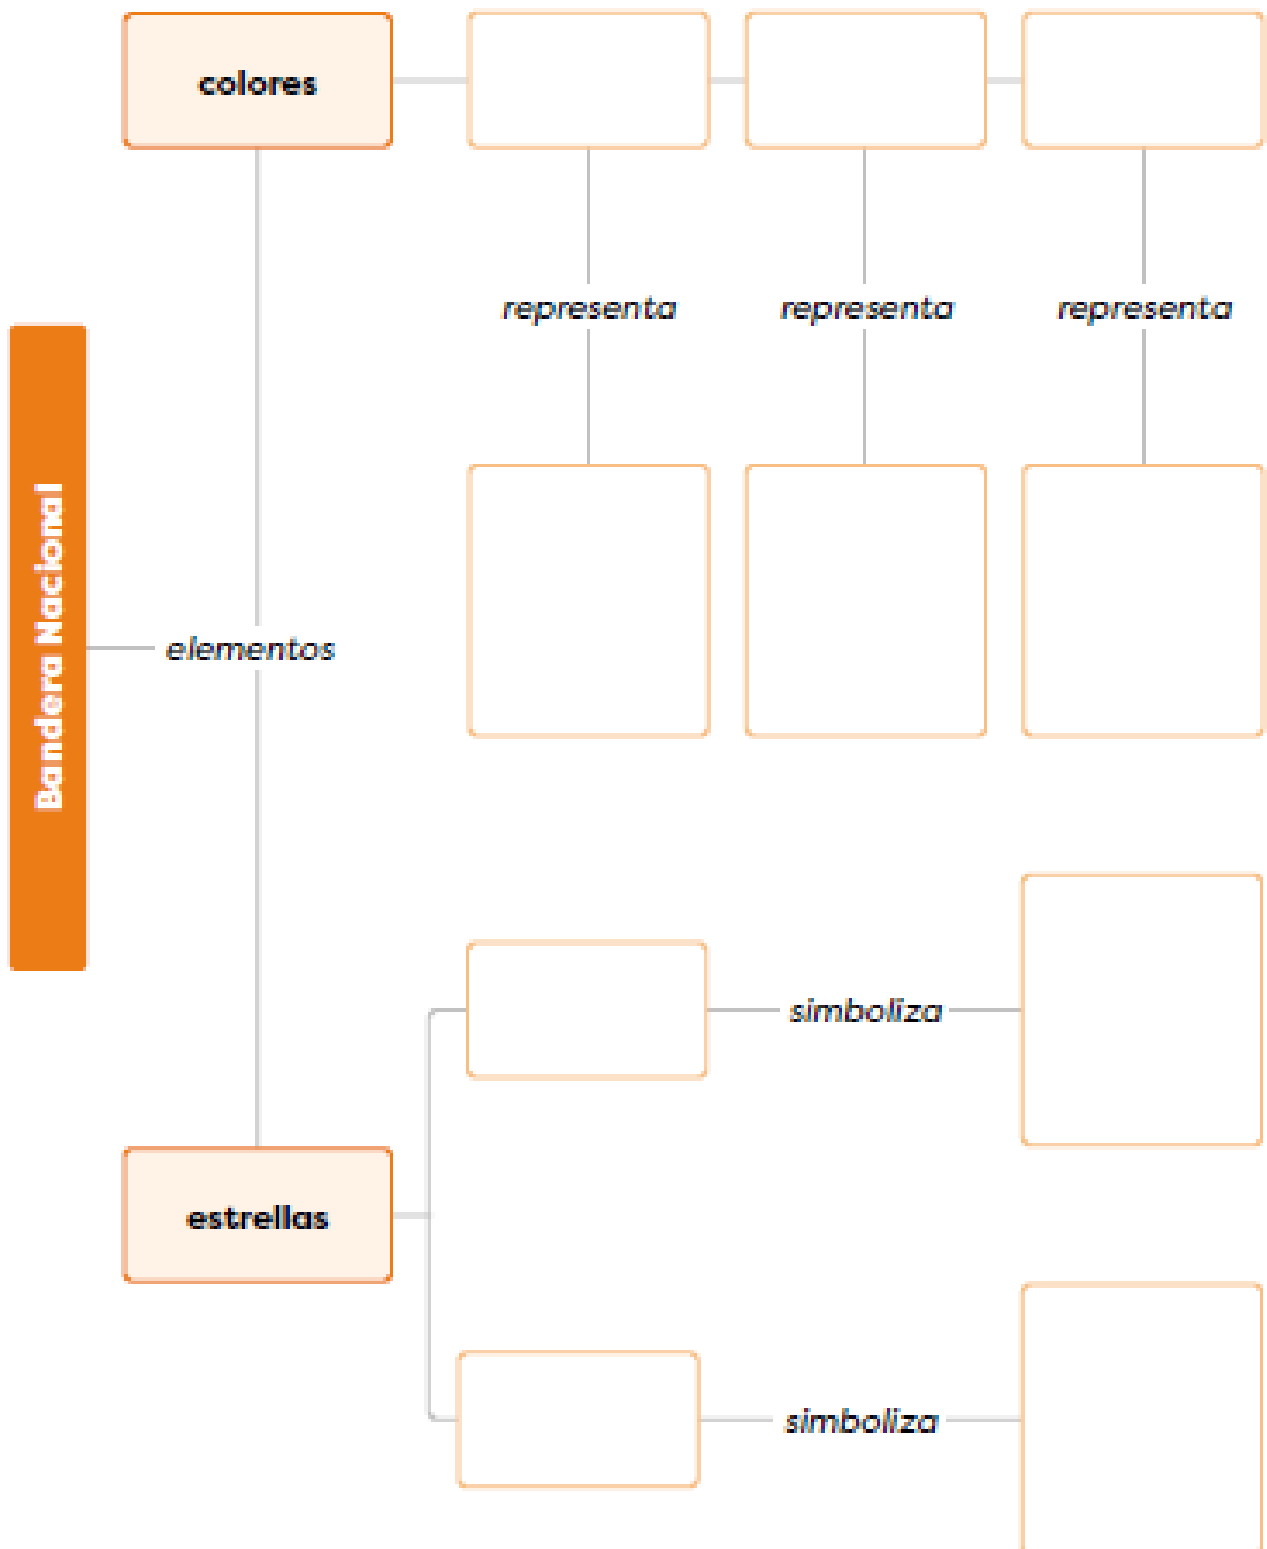 colores
representa
representa
representa
Bandera Nacional
elementos
simboliza
estrellas
simboliza